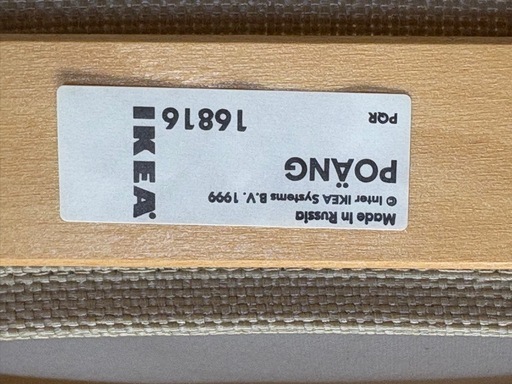 Made in Russia
© Inter IKEA Systems B.V. 1999
POÄNG
PQR
16816
IKEA